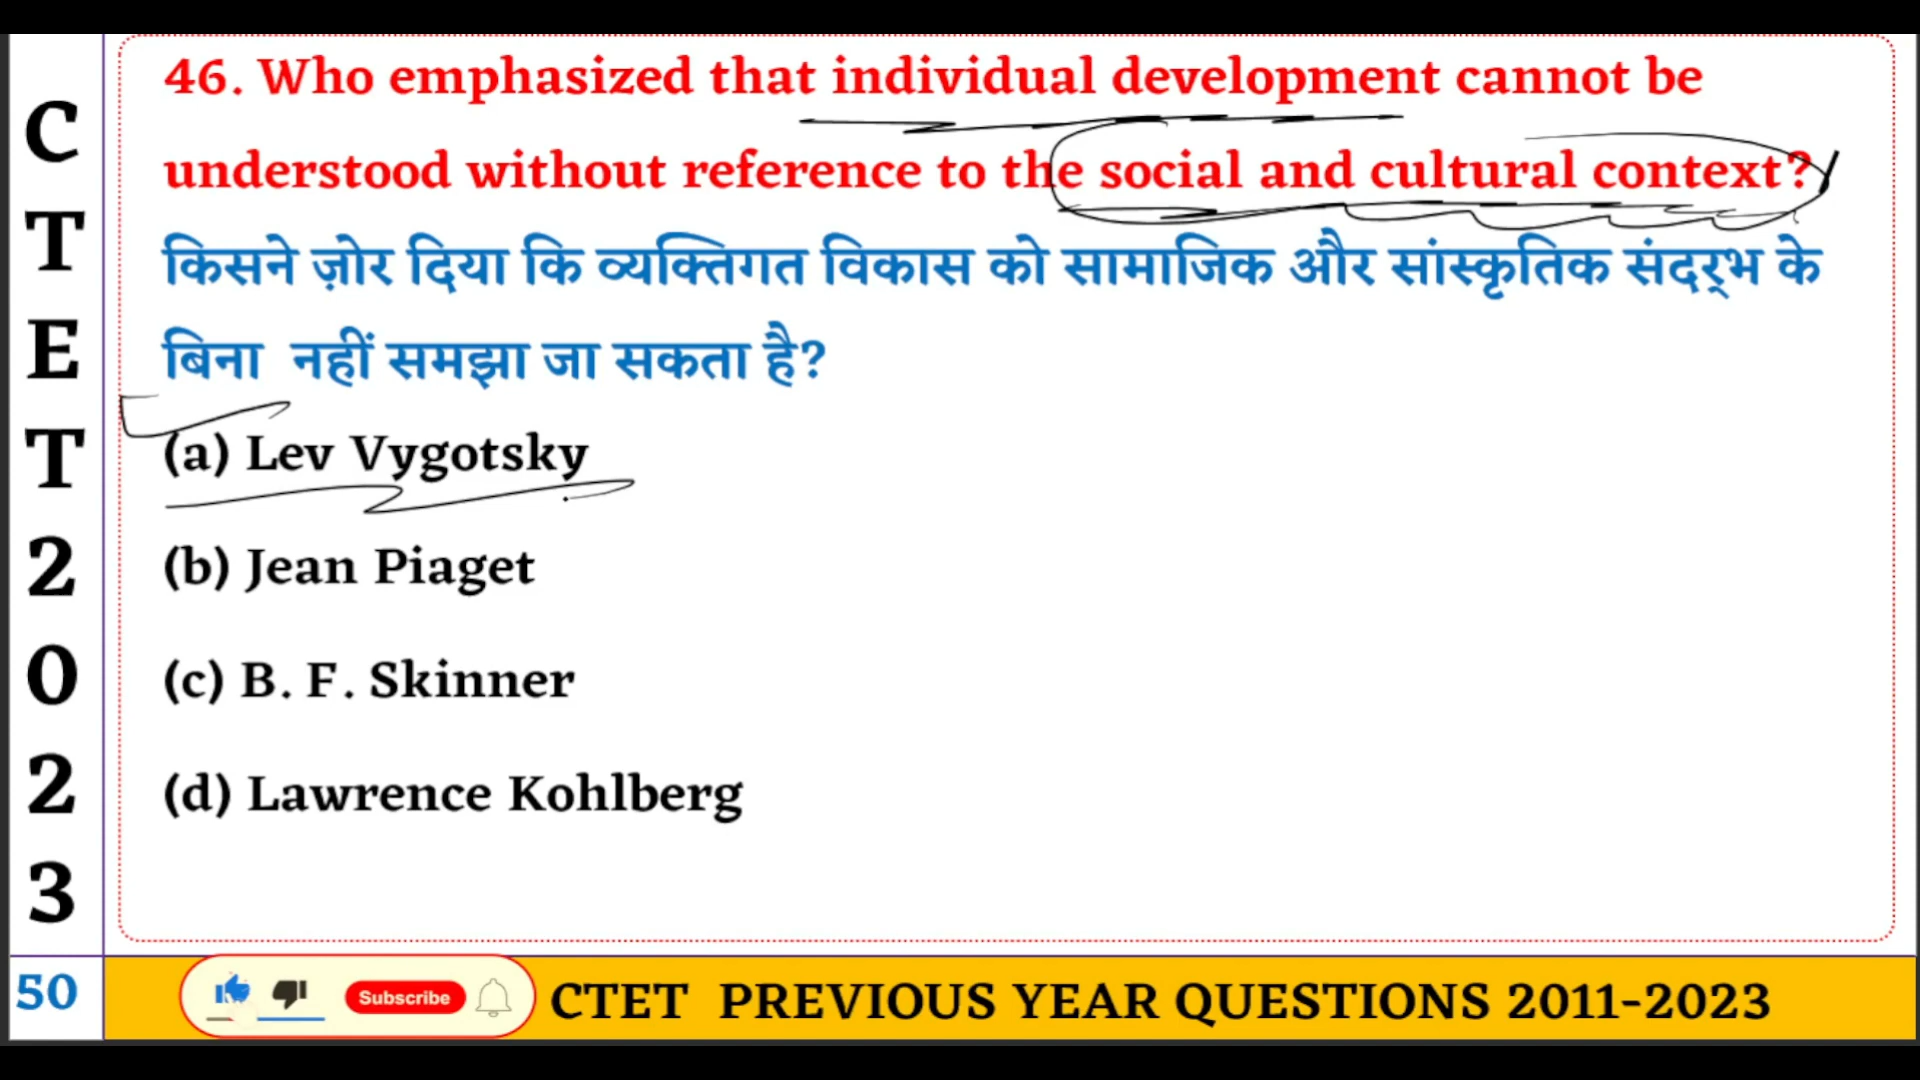 C
T
E
T
2
0
2
3
46. Who emphasized that individual development cannot be
understood without reference to the social and cultural context?
किसने ज़ोर दिया कि व्यक्तिगत विकास को सामाजिक और सांस्कृतिक संदर्भ के
बिना नहीं समझा जा सकता है?
(a) Lev Vygotsky
(b) Jean Piaget
(c) B. F. Skinner
(d) Lawrence Kohlberg
50
Subscribe
CTET PREVIOUS YEAR QUESTIONS 2011-2023